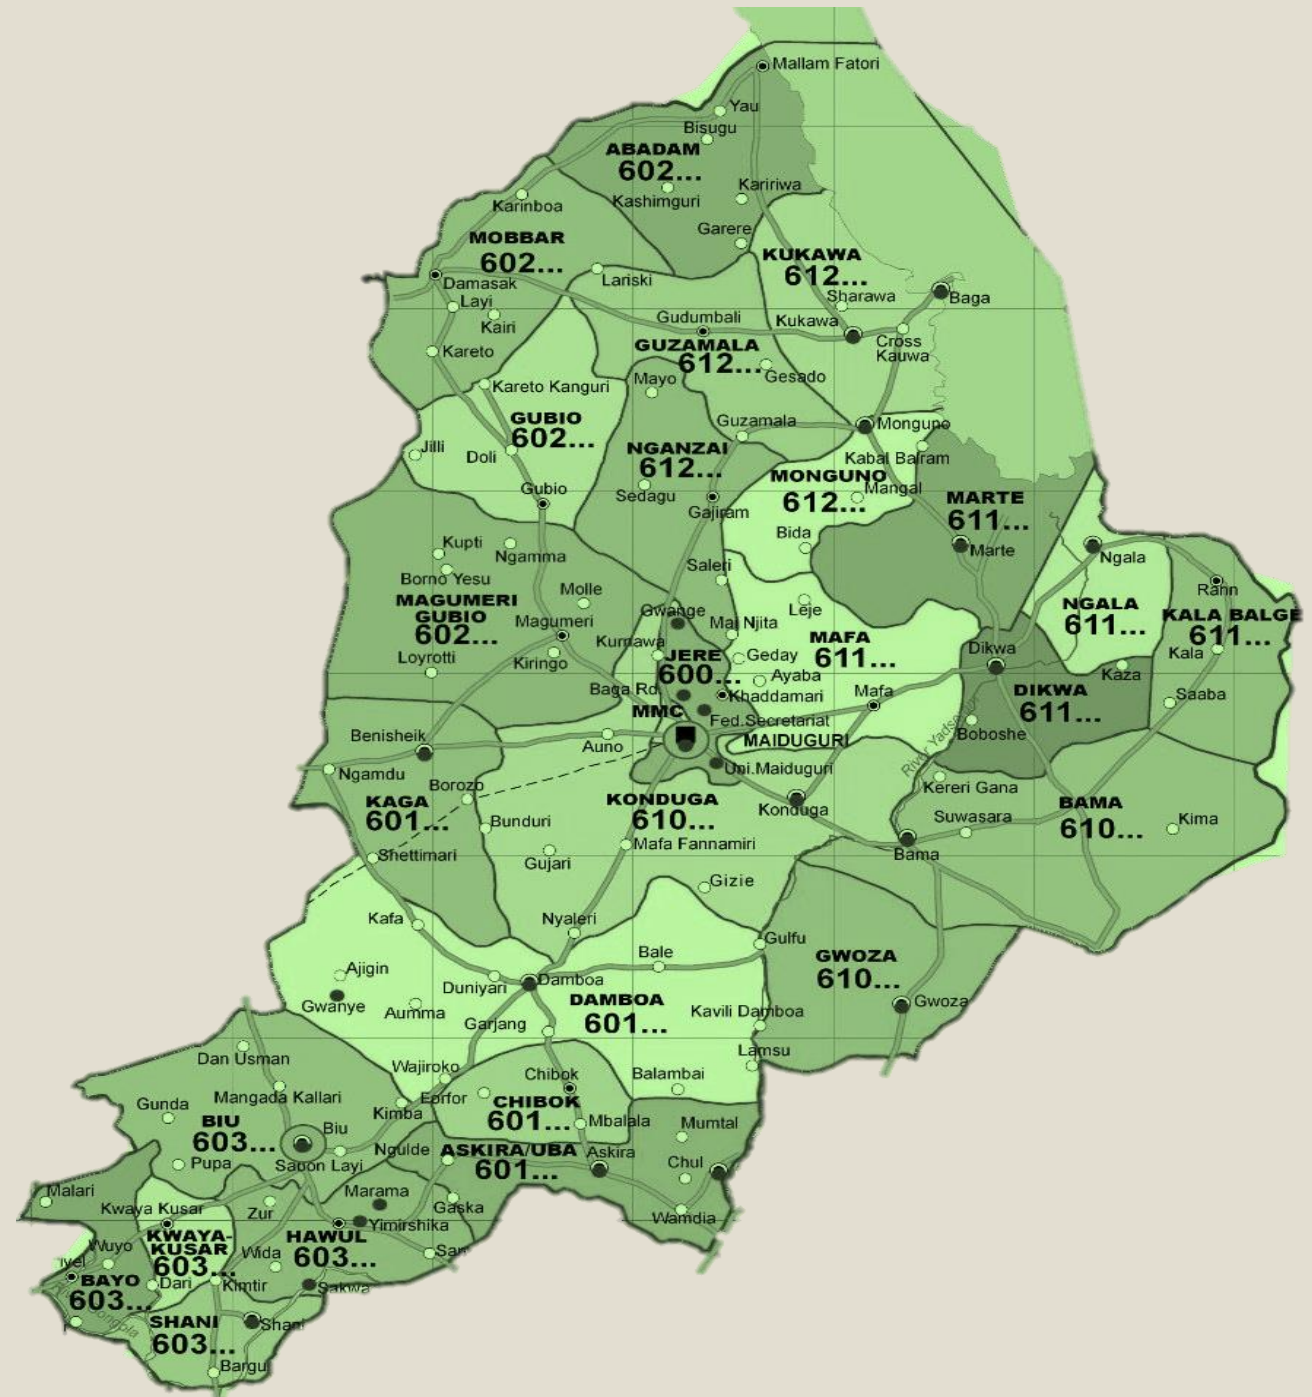 Mallam Fatori
Yau
Bisugu
ABADAM
602...
Kaririwa
Kashimguri
Karinboa
Garere
MOBBAR
602...
KUKAWA
612...
Lariski
Damasak
Layi
Sharawa
Baga
Kairi
Gudumbali
Kukawa
Cross
Kauwa
GUZAMALA
612...
Kareto
Gesado
Mayo
Kareto Kanguri
GUBIO
602...
Guzamala
Monguno
Jilli
Doli
NGANZAI
612...
Kabal Bairam
MONGUNO
612...
Mangal
Sedagu
Gubio
Gajiram
MARTE
611...
Bida
Marte
Kupti
Ngamma
Ngala
Saleri
Borno Yesu
Molle
Rahn
MAGUMERI
GUBIO
602...
Magumeri
Gwange
Leje
NGALA
611...
KALA BALGE
611...
Kurnawa
Mai Njita
MAFA
611...
Loyrotti
Kiringo
JERE
600...
Geday
Dikwa
Kala
Ayaba
Kaza
Baga Rd.
Khaddamari
Mafa
DIKWA
611...
Saaba
MMC
Fed.Secretariat
Benisheik
Auno
MAIDUGURI
Boboshe
River Yadseram
Ngamdu
Uni.Maiduguri
Borozo
Kereri Gana
KAGA
601...
KONDUGA
610...
Konduga
BAMA
610...
Bunduri
Suwasara
Kima
Mafa Fannamiri
Shettimari
Gujari
Bama
Gizie
Kafa
Nyaleri
Gulfu
Bale
GWOZA
610...
Ajigin
Duniyari
Damboa
Gwanye
Aumma
DAMBOA
601...
Gwoza
Garjang
Kavili Damboa
Dan Usman
Lamsu
Wajiroko
Chibok
Balambai
Mangada Kallari
Gunda
Kimba
CHIBOK
601...
BIU
603...
Biu
Mbalala
Mumtal
Ngulde
ASKIRA/UBA
601...
Askira
Pupa
Sabon Layi
Chul
Malari
Marama
Kwaya Kusar
Zur
Gaska
Wamdia
Yimirshika
KWAYA-
KUSAR
603...
HAWUL
603...
Wuyo
Wida
BAYO
603...
Dari
Kimtir
Sakwa
SHANI
603...
Shani
Bargu